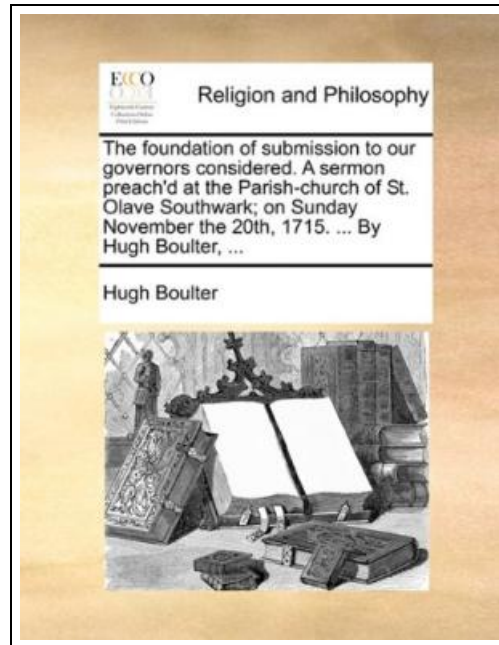 ECCO
Religion and Philosophy
The foundation of submission to our
governors considered. A sermon
preach'd at the Parish-church of St.
Olave Southwark; on Sunday
November the 20th, 1715. ... By
Hugh Boulter, ...
Hugh Boulter